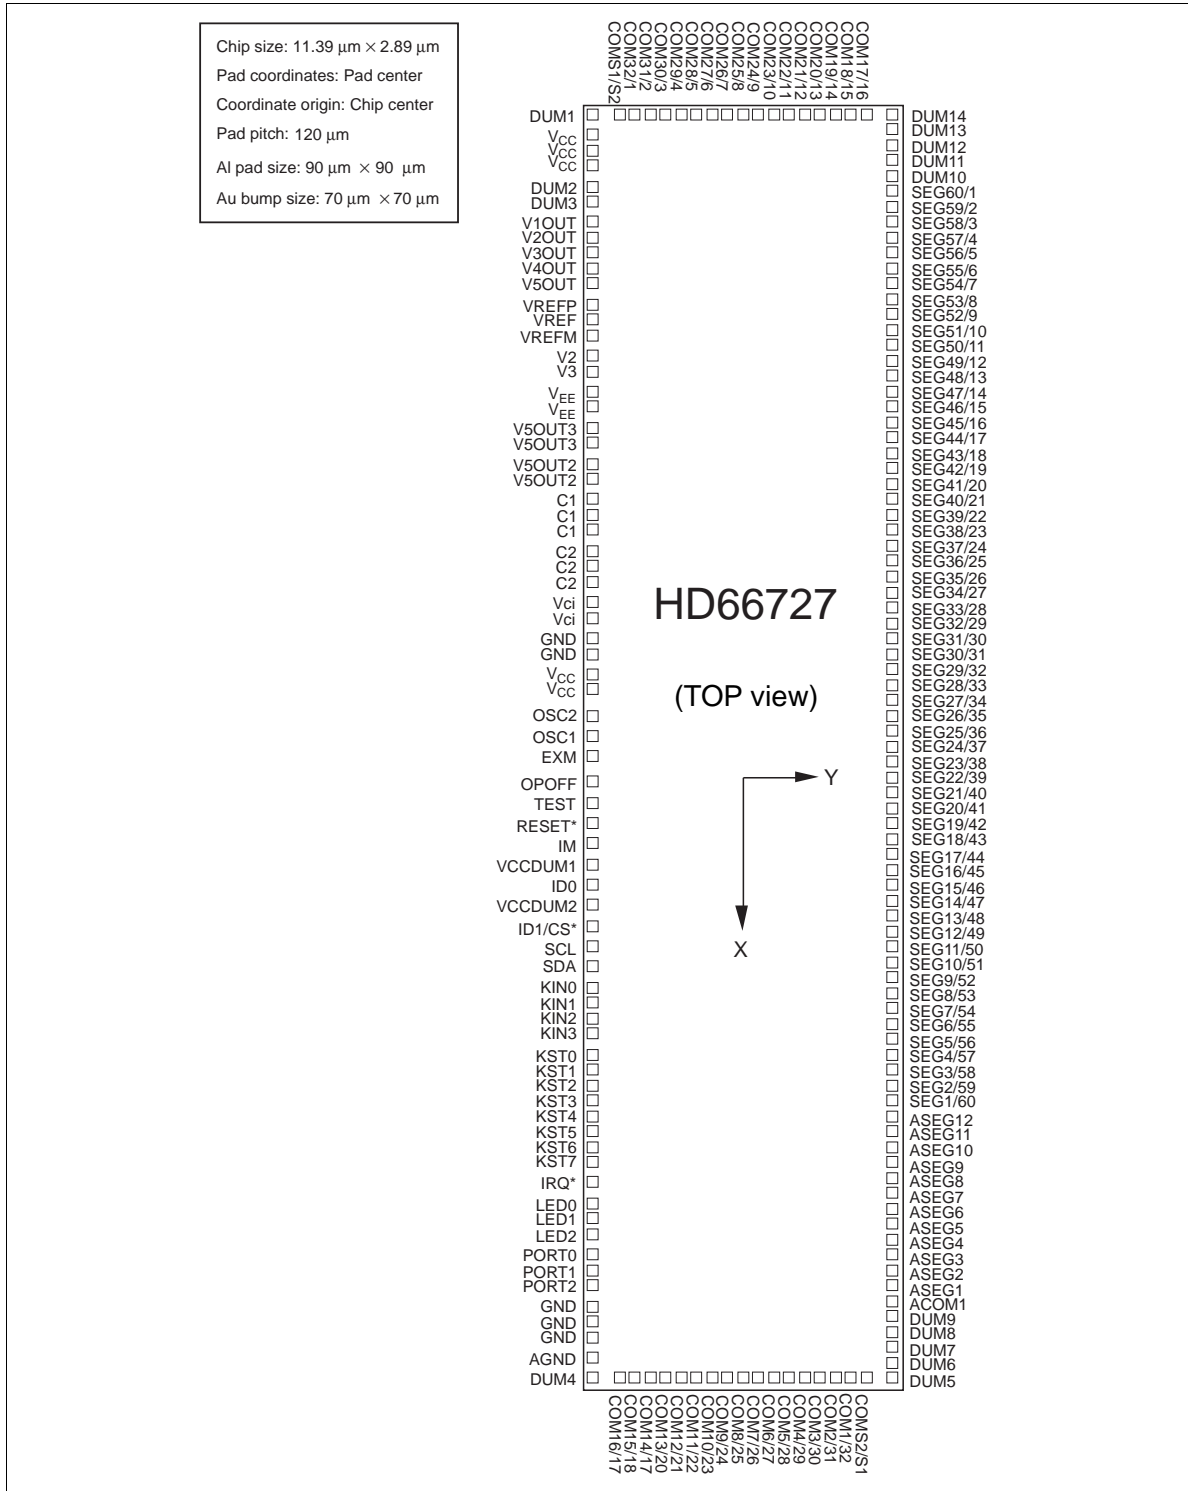 Chip size: 11.39 µm × 2.89 µm
Pad coordinates: Pad center
Coordinate origin: Chip center
Pad pitch: 120 µm
Al pad size: 90 µm × 90 µm
Au bump size: 70 µm ×70 µm
COMS1/S2
COM32/1
COM31/2
COM30/3
COM29/4
COM28/5
COM27/6
COM26/7
COM25/8
COM24/9
COM23/10
COM22/11
COM21/12
COM20/13
COM19/14
COM18/15
COM17/16
DUM1
VCC
VCC
VCC
DUM2
DUM3
V1OUT
V2OUT
V3OUT
V4OUT
V5OUT
VREFP
VREF
VREFM
V2
V3
VEE
VEE
V5OUT3
V5OUT3
V5OUT2
V5OUT2
C1
C1
C1
C2
C2
C2
Vci
Vci
GND
GND
VCC
VCC
OSC2
OSC1
EXM
OPOFF
TEST
RESET*
IM
VCCDUM1
ID0
VCCDUM2
ID1/CS*
SCL
SDA
KIN0
KIN1
KIN2
KIN3
KST0
KST1
KST2
KST3
KST4
KST5
KST6
KST7
IRQ*
LED0
LED1
LED2
PORT0
PORT1
PORT2
GND
GND
GND
AGND
DUM4
HD66727
(TOP view)
Y
X
DUM14
DUM13
DUM12
DUM11
DUM10
SEG60/1
SEG59/2
SEG58/3
SEG57/4
SEG56/5
SEG55/6
SEG54/7
SEG53/8
SEG52/9
SEG51/10
SEG50/11
SEG49/12
SEG48/13
SEG47/14
SEG46/15
SEG45/16
SEG44/17
SEG43/18
SEG42/19
SEG41/20
SEG40/21
SEG39/22
SEG38/23
SEG37/24
SEG36/25
SEG35/26
SEG34/27
SEG33/28
SEG32/29
SEG31/30
SEG30/31
SEG29/32
SEG28/33
SEG27/34
SEG26/35
SEG25/36
SEG24/37
SEG23/38
SEG22/39
SEG21/40
SEG20/41
SEG19/42
SEG18/43
SEG17/44
SEG16/45
SEG15/46
SEG14/47
SEG13/48
SEG12/49
SEG11/50
SEG10/51
SEG9/52
SEG8/53
SEG7/54
SEG6/55
SEG5/56
SEG4/57
SEG3/58
SEG2/59
SEG1/60
ASEG12
ASEG11
ASEG10
ASEG9
ASEG8
ASEG7
ASEG6
ASEG5
ASEG4
ASEG3
ASEG2
ASEG1
ACOM1
DUM9
DUM8
DUM7
DUM6
DUM5
COM16/17
COM15/18
COM14/17
COM13/20
COM12/21
COM11/22
COM10/23
COM9/24
COM8/25
COM7/26
COM6/27
COM5/28
COM4/29
COM3/30
COM2/31
COM1/32
COMS2/S1